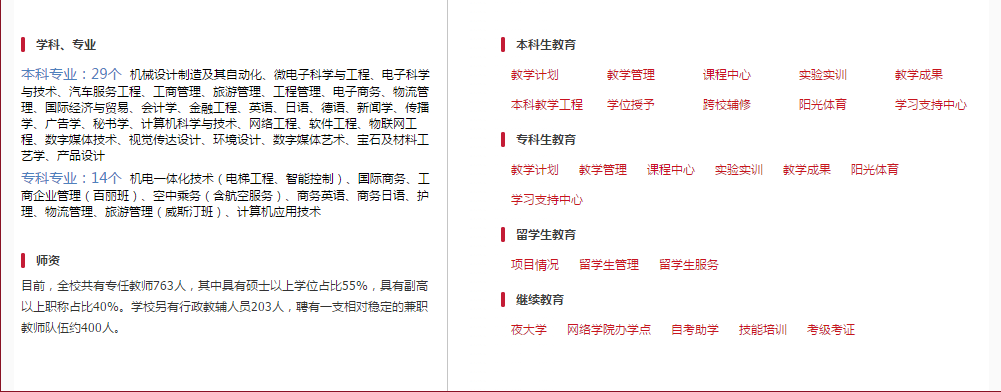 学科、专业
本科专业：29个 机械设计制造及其自动化、微电子科学与工程、电子科学
与技术、汽车服务工程、工商管理、旅游管理、工程管理、电子商务、物流管
理、国际经济与贸易、会计学、金融工程、英语、日语、德语、新闻学、传播
学、广告学、秘书学、计算机科学与技术、网络工程、软件工程、物联网工
程、数字媒体技术、视觉传达设计、环境设计、数字媒体艺术、宝石及材料工
艺学、产品设计
专科专业：14个 机电一体化技术（电梯工程、智能控制）、国际商务、工
商企业管理（百丽班）、空中乘务（含航空服务）、商务英语、商务日语、护
理、物流管理、旅游管理（威斯汀班）、计算机应用技术
师资
目前，全校共有专任教师763人，其中具有硕士以上学位占比55%，具有副高
以上职称占比40%。学校另有行政教辅人员203人，聘有一支相对稳定的兼职
教师队伍约400人。
本科生教育
教学计划 教学管理 课程中心 实验实训 教学成果
本科教学工程 学位授予 跨校辅修 阳光体育 学习支持中心
专科生教育
教学计划 教学管理 课程中心 实验实训 教学成果 阳光体育
学习支持中心
留学生教育
项目情况 留学生管理 留学生服务
继续教育
夜大学 网络学院办学点 自考助学 技能培训 考级考证